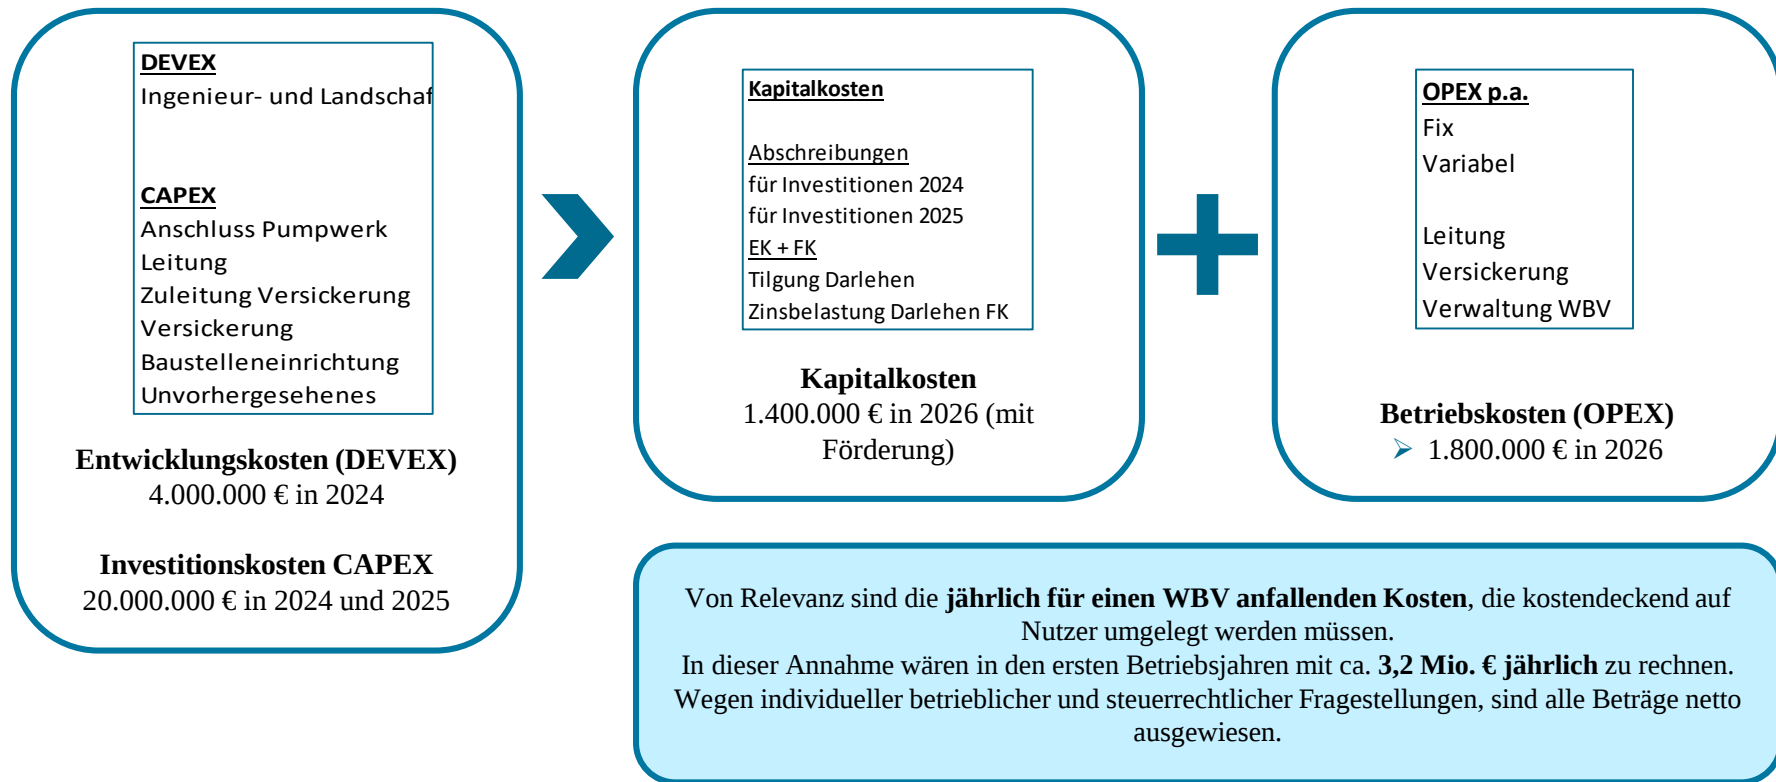 DEVEX
Ingenieur- und Landschaf
CAPEX
Anschluss Pumpwerk
Leitung
Zuleitung Versickerung
Versickerung
Baustelleneinrichtung
Unvorhergesehenes
Entwicklungskosten (DEVEX)
4.000.000 € in 2024
Investitionskosten CAPEX
20.000.000 € in 2024 und 2025
Kapitalkosten
Abschreibungen
für Investitionen 2024
für Investitionen 2025
EK + FK
Tilgung Darlehen
Zinsbelastung Darlehen FK
Kapitalkosten
1.400.000 € in 2026 (mit
Förderung)
OPEX p.a.
Fix
Variabel
Leitung
Versickerung
Verwaltung WBV
Betriebskosten (OPEX)
➢ 1.800.000 € in 2026
Von Relevanz sind die jährlich für einen WBV anfallenden Kosten, die kostendeckend auf
Nutzer umgelegt werden müssen.
In dieser Annahme wären in den ersten Betriebsjahren mit ca. 3,2 Mio. € jährlich zu rechnen.
Wegen individueller betrieblicher und steuerrechtlicher Fragestellungen, sind alle Beträge netto
ausgewiesen.